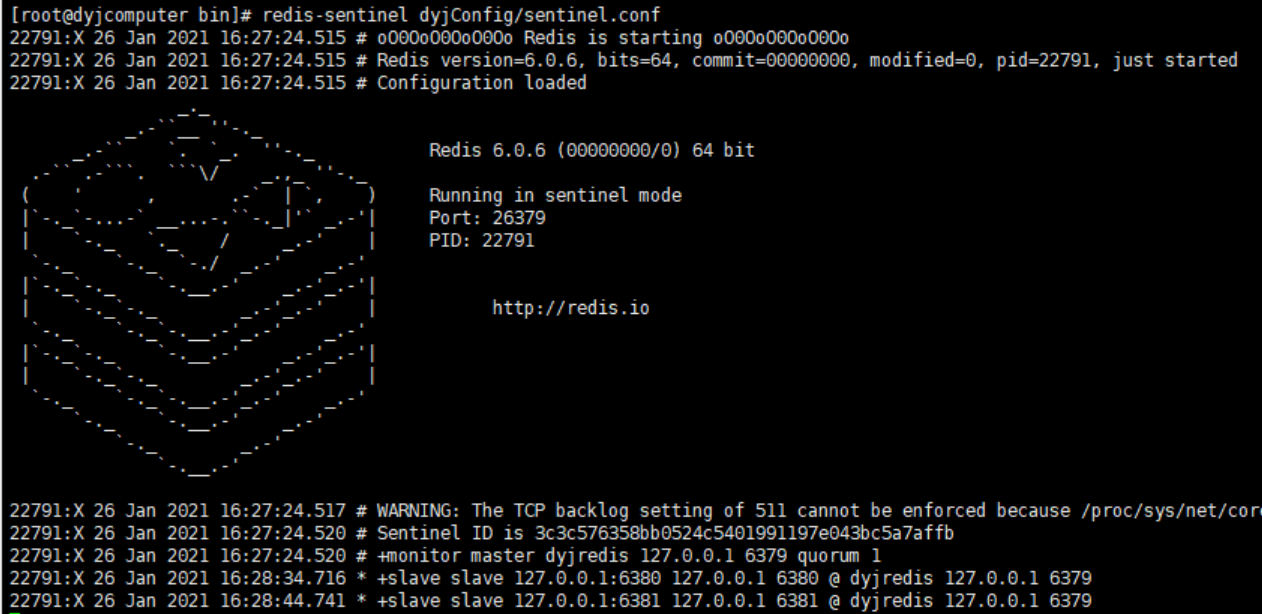 [root@dyjcomputer bin]# redis-sentinel dyjConfig/sentinel.conf
22791:X 26 Jan 2021 16:27:24.515 # oO0OoO0OoO0Oo Redis is starting oO0OoO0OoO0Oo
22791:X 26 Jan 2021 16:27:24.515 # Redis version=6.0.6, bits=64, commit=00000000, modified=0, pid=22791, just started
22791:X 26 Jan 2021 16:27:24.515 # Configuration loaded
Redis 6.0.6 (00000000/0) 64 bit
Running in sentinel mode
Port: 26379
PID: 22791
http://redis.io
22791:X 26 Jan 2021 16:27:24.517 # WARNING: The TCP backlog setting of 511 cannot be enforced because /proc/sys/net/core
22791:X 26 Jan 2021 16:27:24.520 # Sentinel ID is 3c3c576358bb0524c5401991197e043bc5a7affb
22791:X 26 Jan 2021 16:27:24.520 # +monitor master dyjredis 127.0.0.1 6379 quorum 1
22791:X 26 Jan 2021 16:28:34.716 * +slave slave 127.0.0.1:6380 127.0.0.1 6380 @ dyjredis 127.0.0.1 6379
22791:X 26 Jan 2021 16:28:44.741 * +slave slave 127.0.0.1:6381 127.0.0.1 6381 @ dyjredis 127.0.0.1 6379